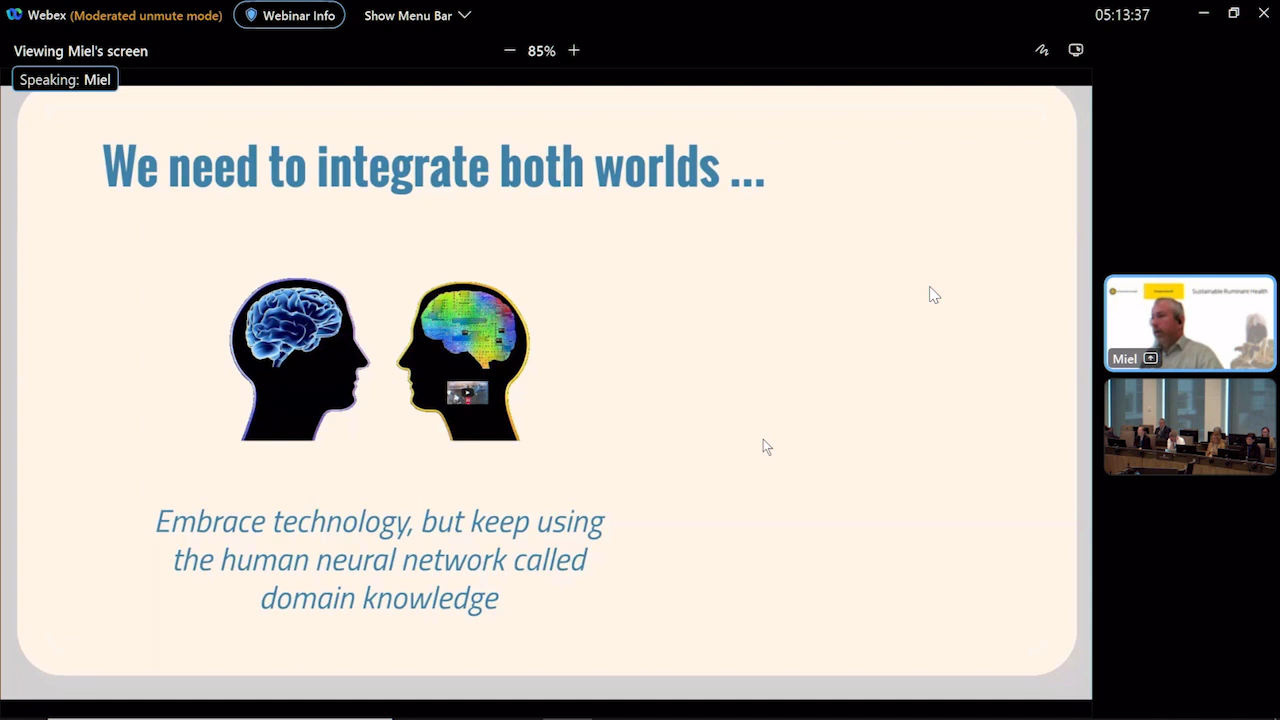 Webex (Moderated unmute mode) Webinar Info Show Menu Bar 05:13:37
Viewing Miel's screen 85%
Speaking: Miel
We need to integrate both worlds ...
Embrace technology, but keep using
the human neural network called
domain knowledge
Sustainable Ruminant Health
Miel